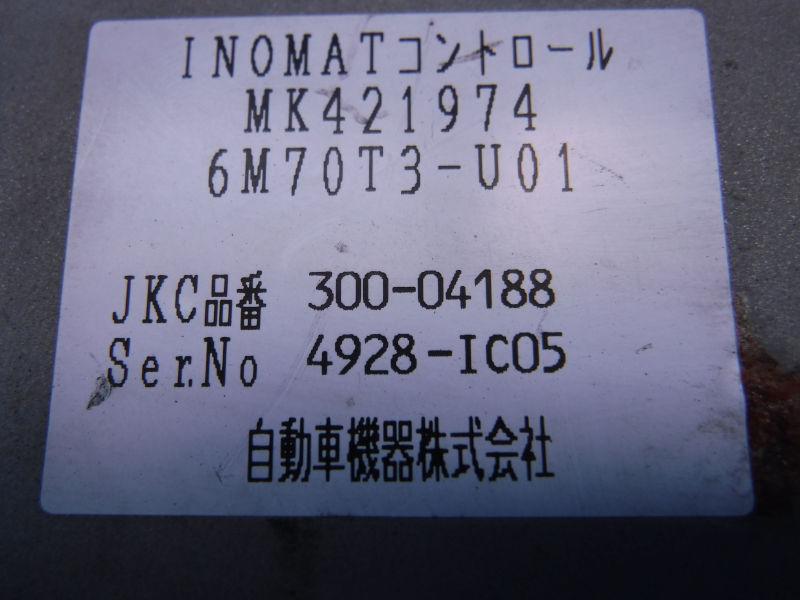 INOMATコントロール
MK421974
6M70T3-U01
JKC品番 300-04188
Ser.No 4928-IC05
自動車機器株式会社